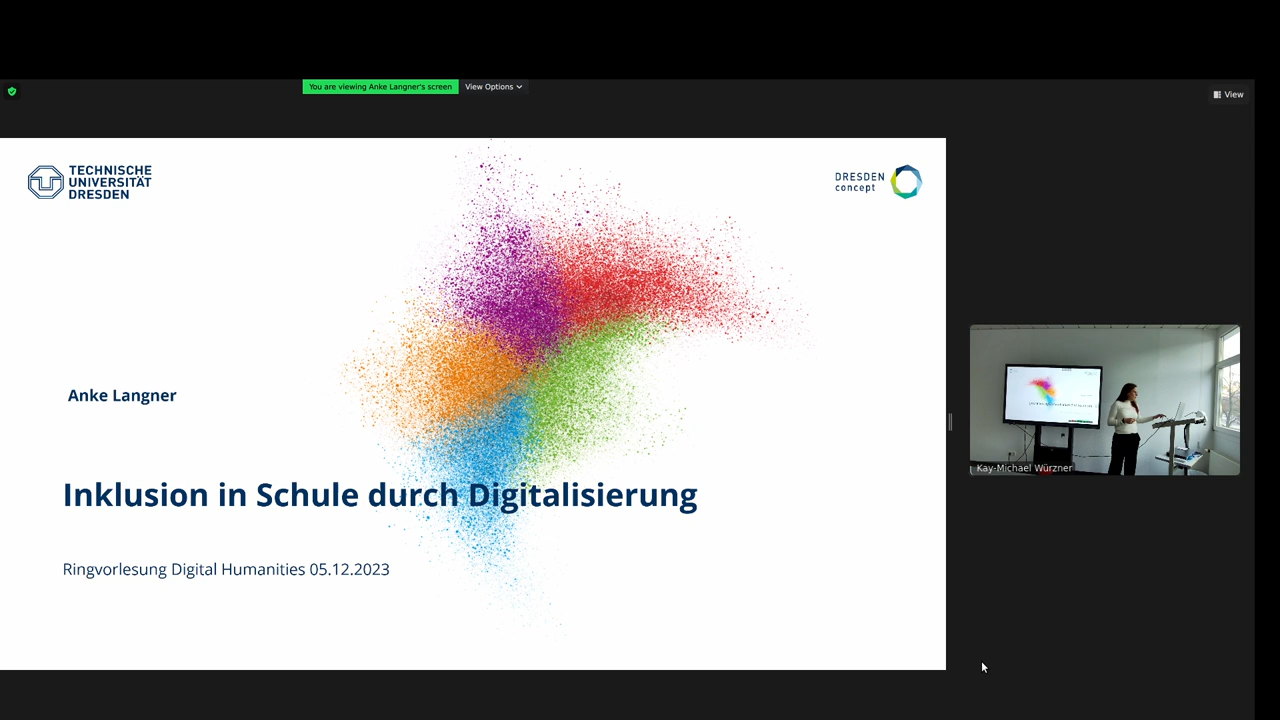 You are viewing Anke Langner's screen
View Options
View
TECHNISCHE
UNIVERSITÄT
DRESDEN
DRESDEN
concept
Anke Langner
Inklusion in Schule durch Digitalisierung
Ringvorlesung Digital Humanities 05.12.2023
Kay-Michael Würzner